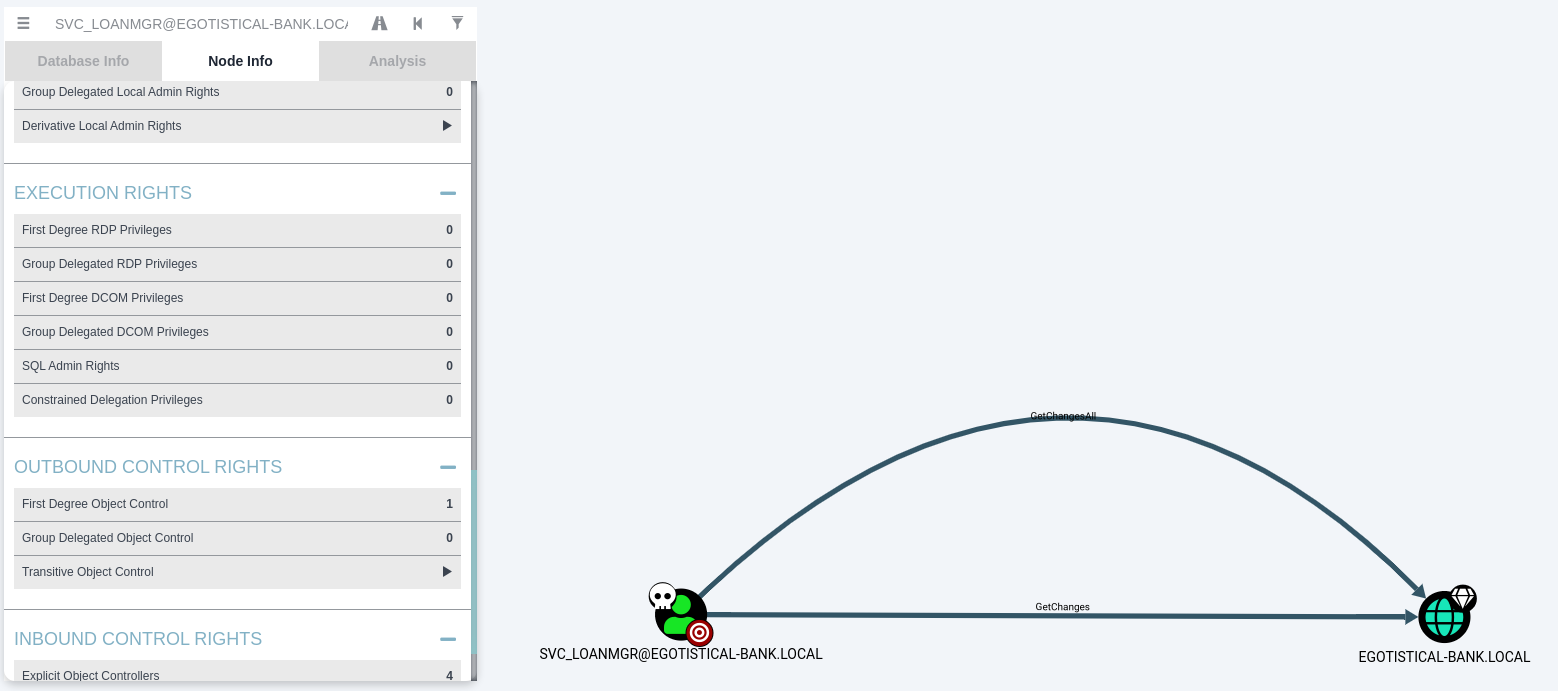 SVC_LOANMGR@EGOTISTICAL-BANK.LOCA
Database Info
Node Info
Analysis
Group Delegated Local Admin Rights 0
Derivative Local Admin Rights
EXECUTION RIGHTS
First Degree RDP Privileges 0
Group Delegated RDP Privileges 0
First Degree DCOM Privileges 0
Group Delegated DCOM Privileges 0
SQL Admin Rights 0
Constrained Delegation Privileges 0
OUTBOUND CONTROL RIGHTS
First Degree Object Control 1
Group Delegated Object Control 0
Transitive Object Control
INBOUND CONTROL RIGHTS
Explicit Object Controllers 4
GetChangesAll
GetChanges
SVC_LOANMGR@EGOTISTICAL-BANK.LOCAL
EGOTISTICAL-BANK.LOCAL